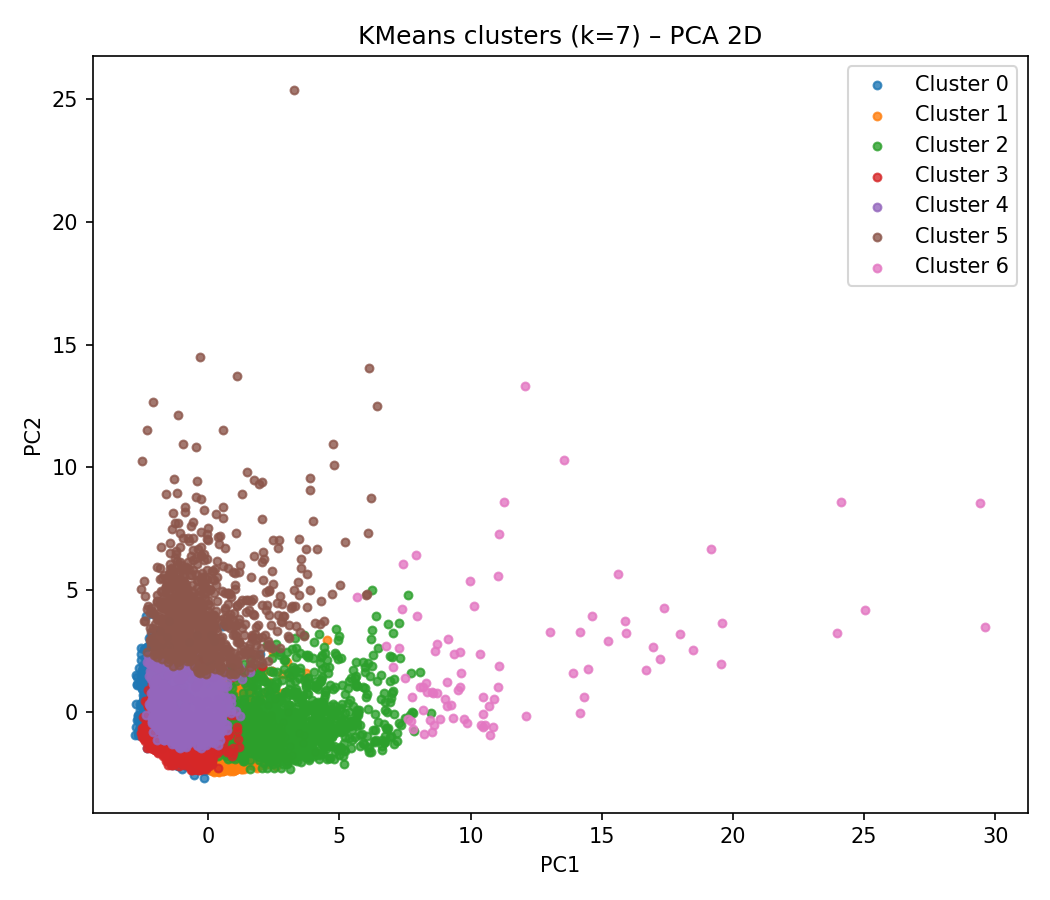 KMeans clusters (k=7) – PCA 2D
Cluster 0
Cluster 1
Cluster 2
Cluster 3
Cluster 4
Cluster 5
Cluster 6
25
20
15
10
5
0
PC2
0 5 10 15 20 25 30
PC1